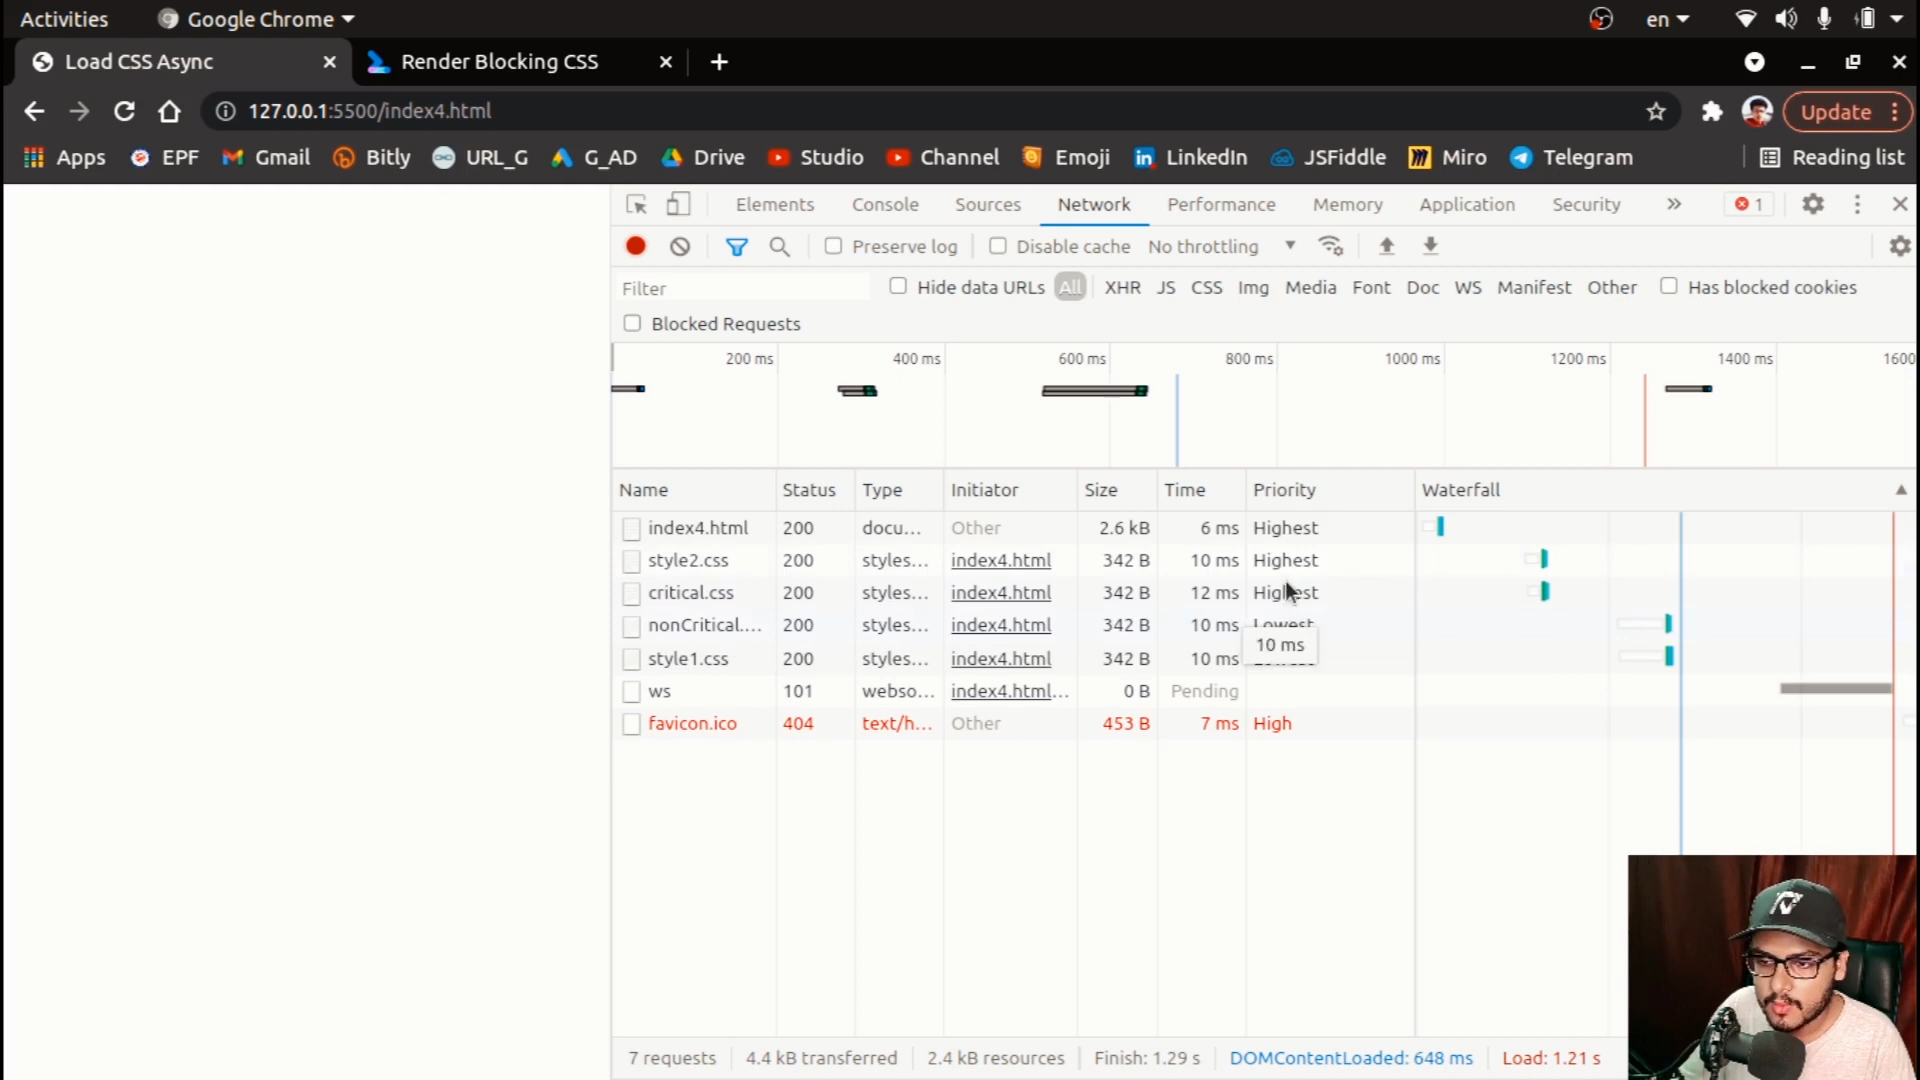 Activities Google Chrome en
Load CSS Async Render Blocking CSS
127.0.0.1:5500/index4.html Update
Apps EPF Gmail Bitly URL_G G_AD Drive Studio Channel Emoji LinkedIn JSFiddle Miro Telegram Reading list
Elements Console Sources Network Performance Memory Application Security » 1
Preserve log Disable cache No throttling
Filter Hide data URLs All XHR JS CSS Img Media Font Doc WS Manifest Other Has blocked cookies
Blocked Requests
200 ms 400 ms 600 ms 800 ms 1000 ms 1200 ms 1400 ms 1600
Name Status Type Initiator Size Time Priority Waterfall
index4.html 200 docu... Other 2.6 kB 6 ms Highest
style2.css 200 styles... index4.html 342 B 10 ms Highest
critical.css 200 styles... index4.html 342 B 12 ms Highest
nonCritical.... 200 styles... index4.html 342 B 10 ms Lowest
10 ms
style1.css 200 styles... index4.html 342 B 10 ms
ws 101 webso... index4.html... 0 B Pending
favicon.ico 404 text/h... Other 453 B 7 ms High
7 requests 4.4 kB transferred 2.4 kB resources Finish: 1.29 s DOMContentLoaded: 648 ms Load: 1.21 s